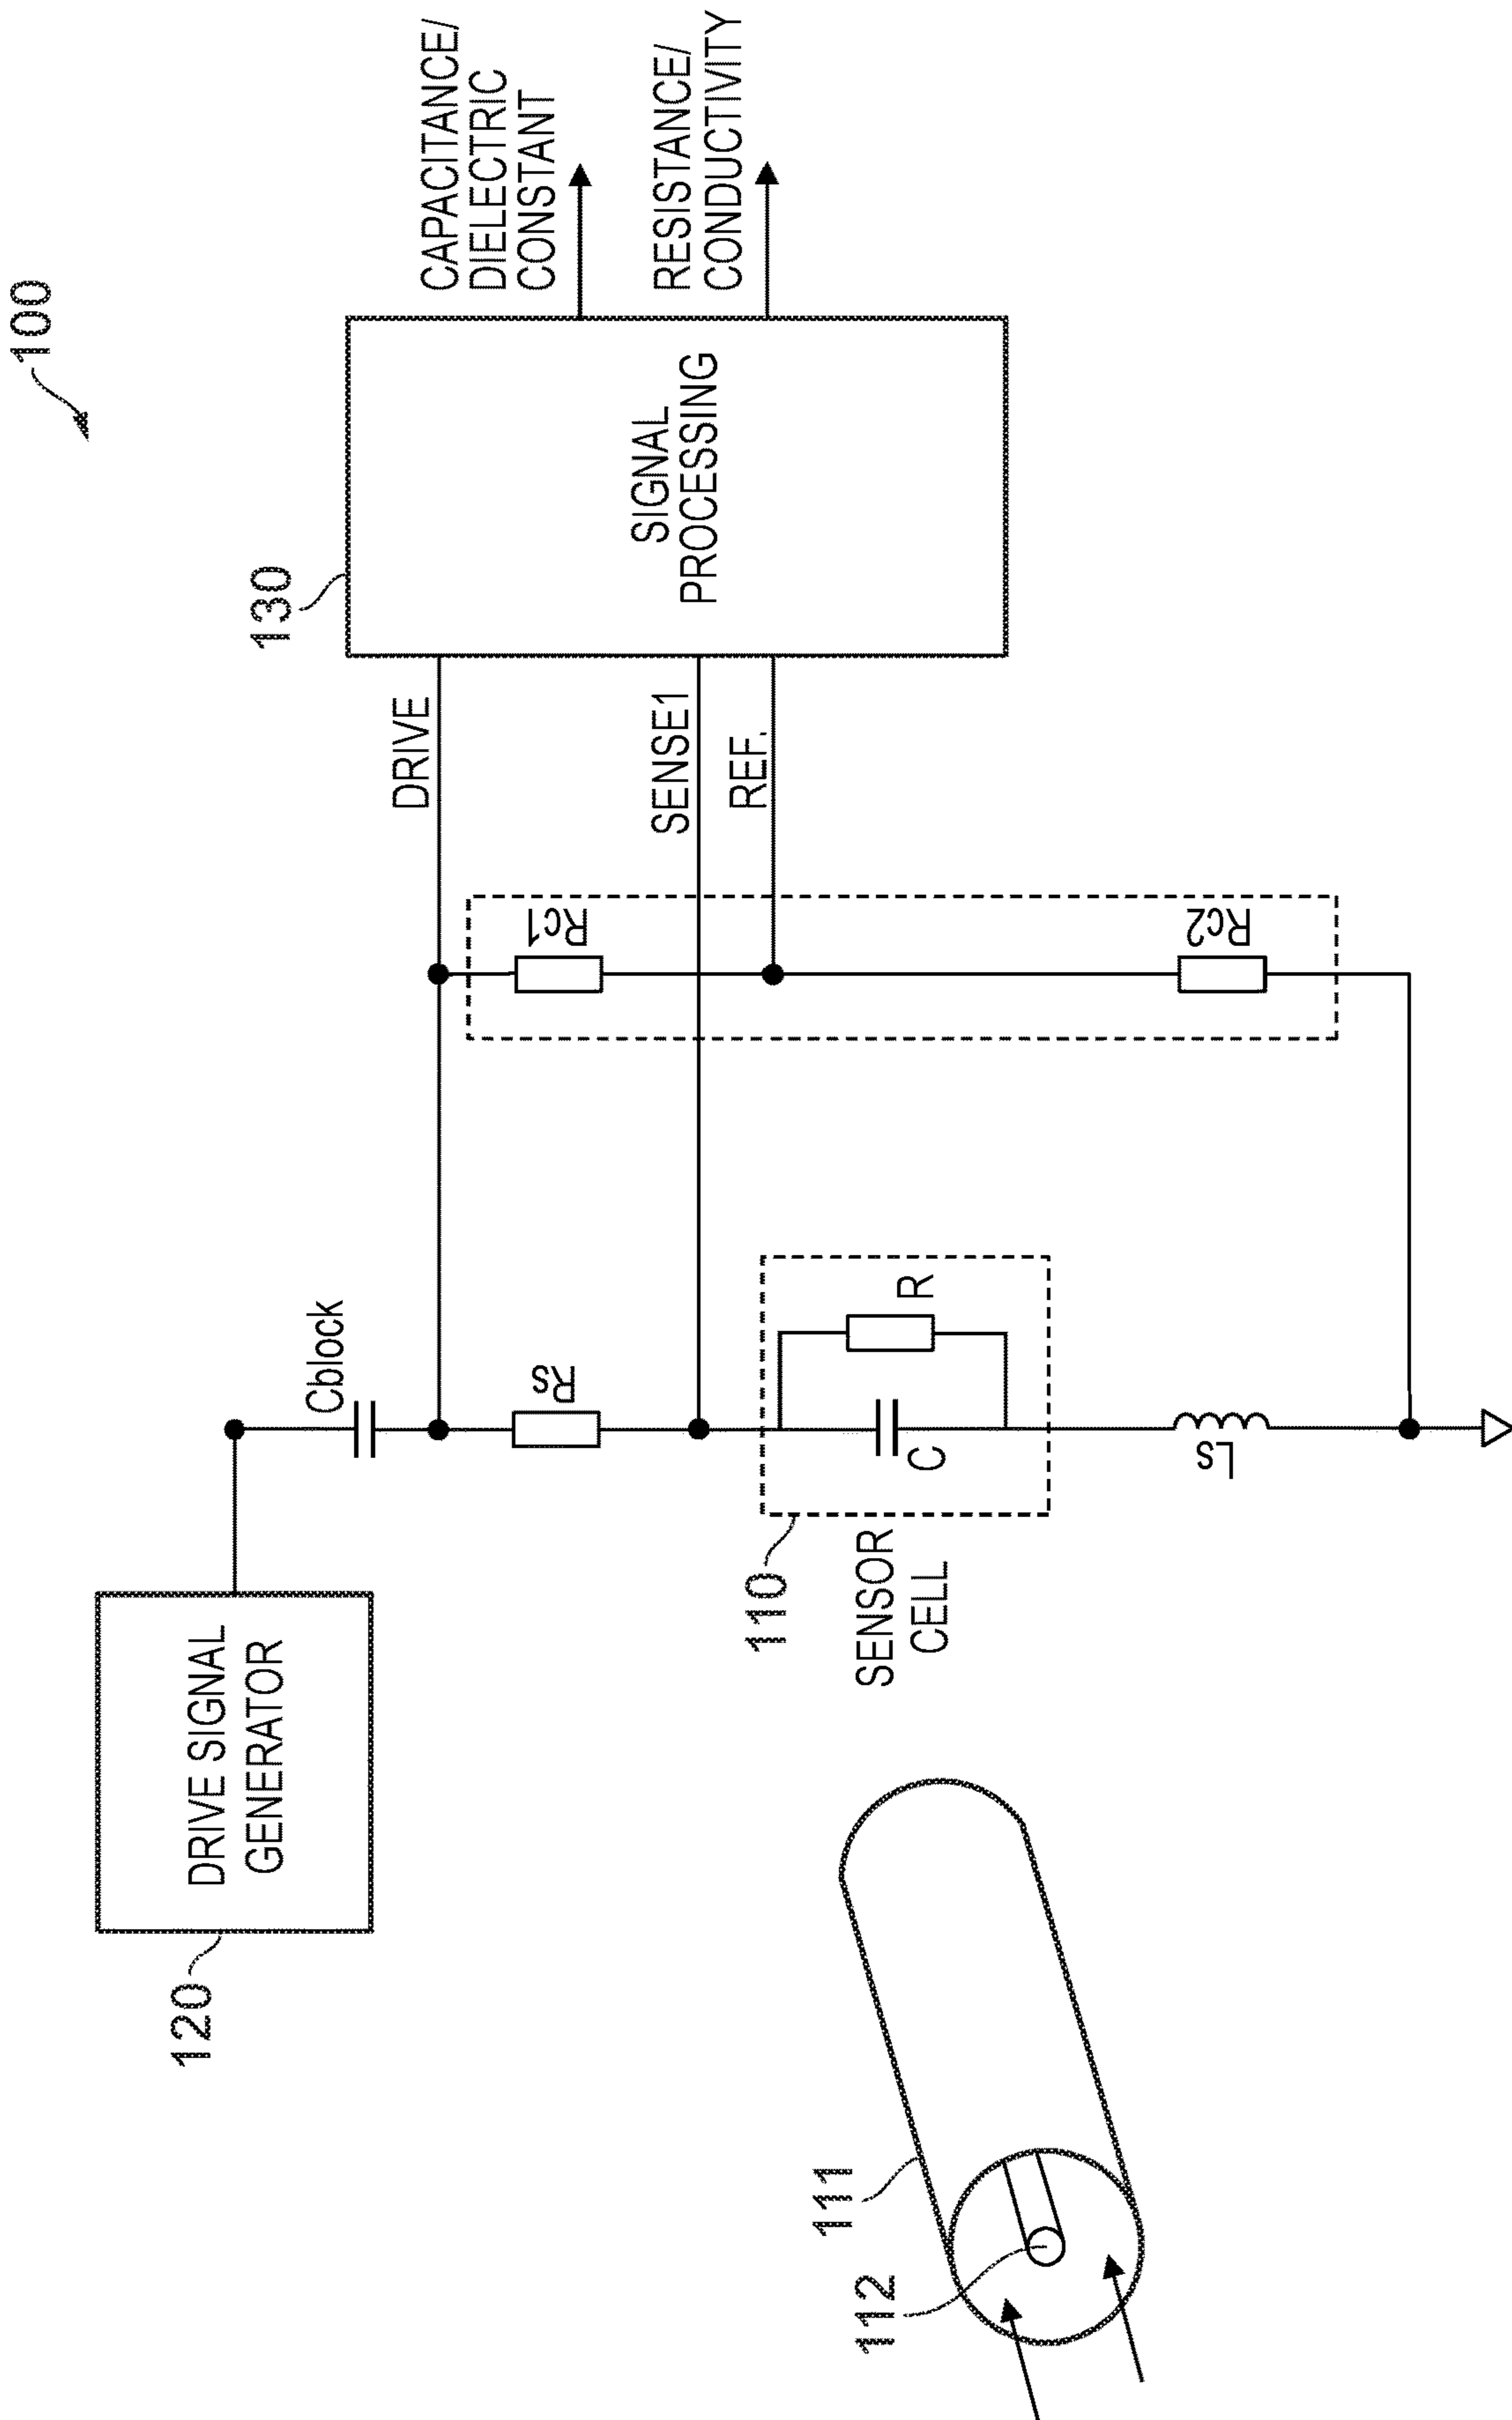 100
120
DRIVE SIGNAL
GENERATOR
Cblock
DRIVE
130
SIGNAL
PROCESSING
CAPACITANCE/
DIELECTRIC
CONSTANT
RESISTANCE/
CONDUCTIVITY
Rs
Rc1
SENSE1
REF.
110
SENSOR
CELL
C
R
111
112
Ls
Rc2